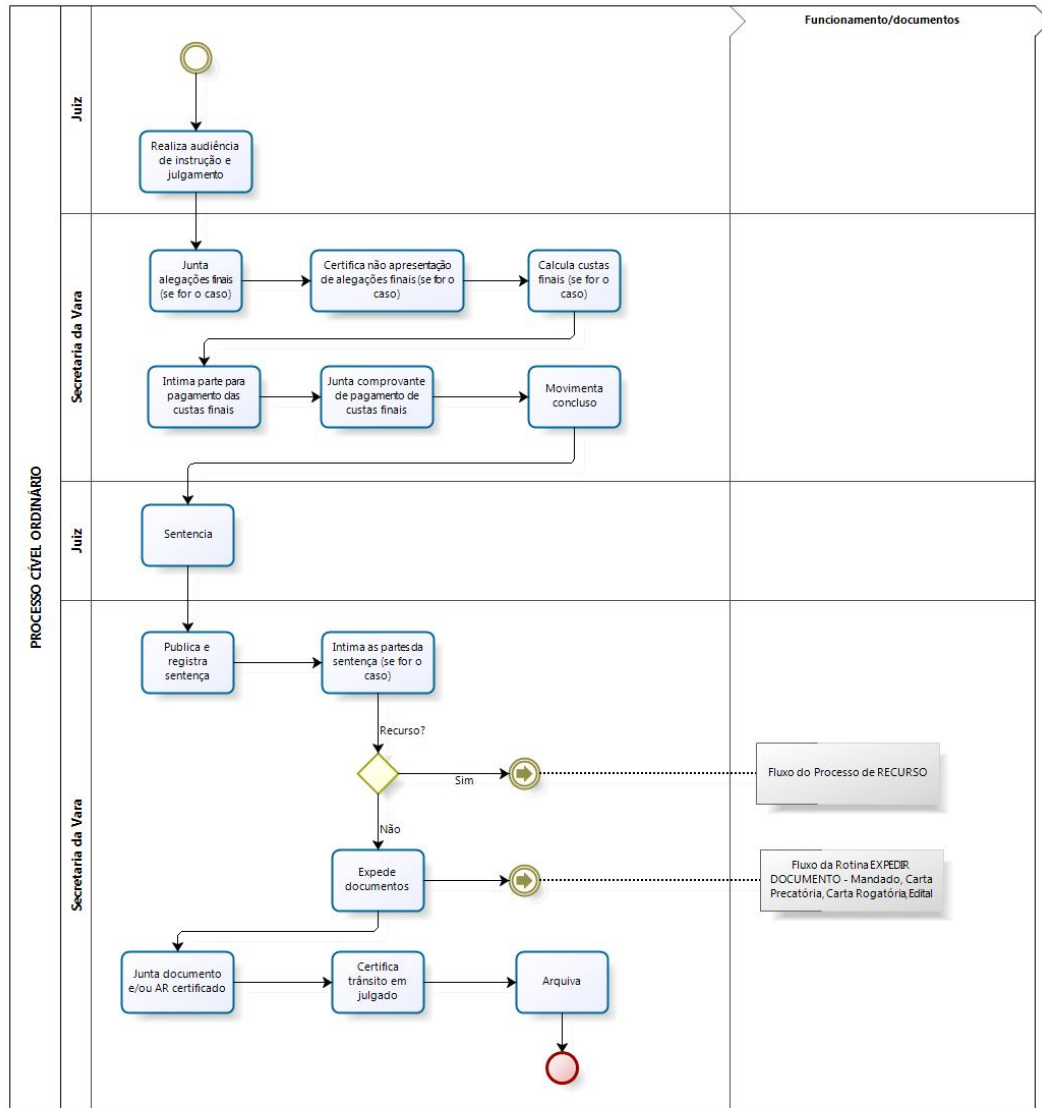 Funcionamento/documentos
PROCESSO CÍVEL ORDINÁRIO
Juiz
Realiza audiência
de instrução e
julgamento
Secretaria da Vara
Junta
alegações finais
(se for o caso)
Certifica não apresentação
de alegações finais (se for o
caso)
Calcula custas
finais (se for o
caso)
Intima parte para
pagamento das
custas finais
Junta comprovante
de pagamento de
custas finais
Movimenta
concluso
Juiz
Sentencia
Secretaria da Vara
Publica e
registra
sentença
Intima as partes da
sentença (se for o
caso)
Recurso?
Sim
Fluxo do Processo de RECURSO
Não
Expede
documentos
Fluxo da Rotina EXPEDIR
DOCUMENTO - Mandado, Carta
Precatória, Carta Rogatória, Edital
Junta documento
e/ou AR certificado
Certifica
trânsito em
julgado
Arquiva